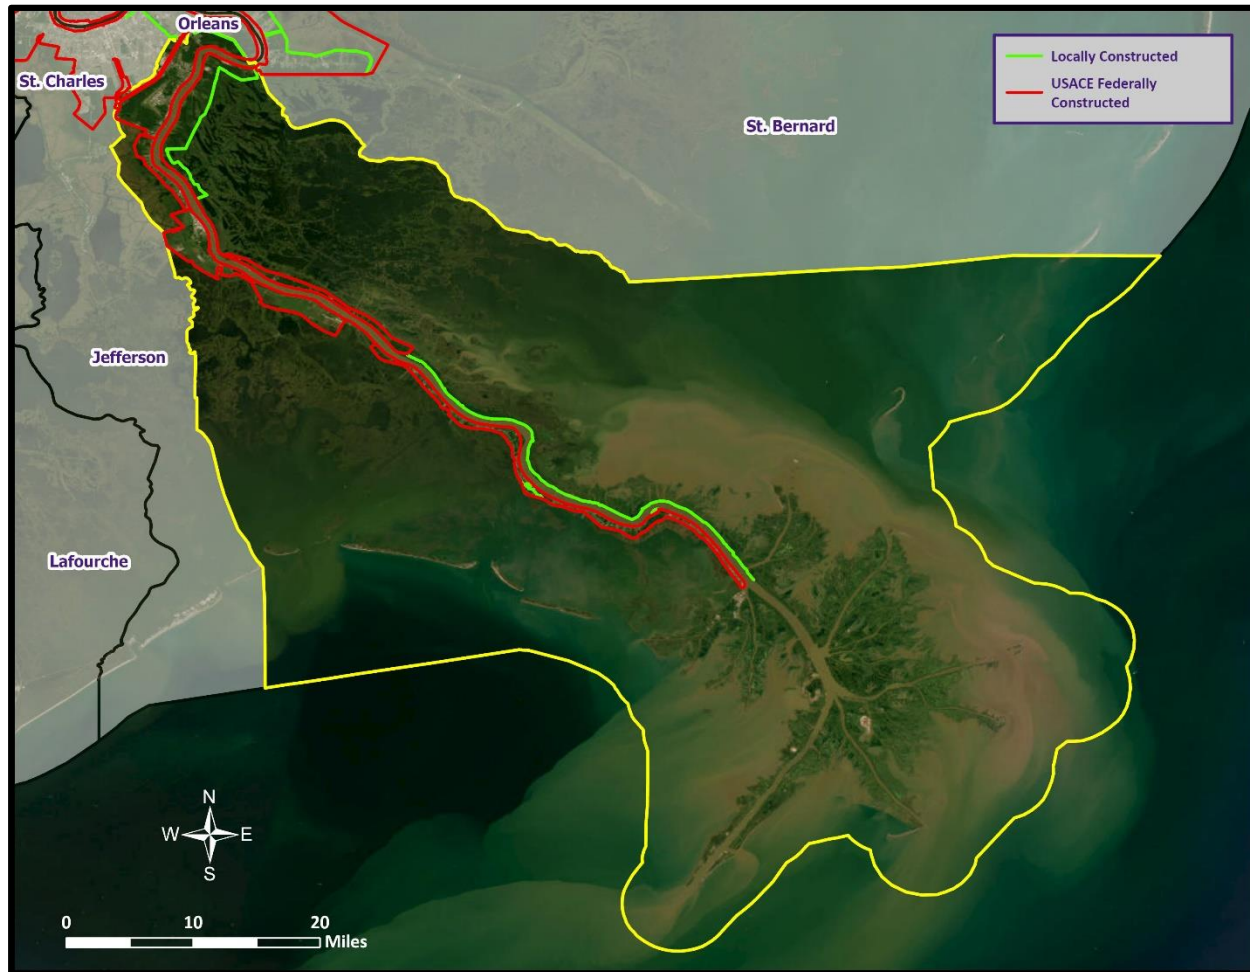 Orleans
St. Charles
St. Bernard
Locally Constructed
USACE Federally
Constructed
Jefferson
Lafourche
N
W E
S
0 10 20
Miles